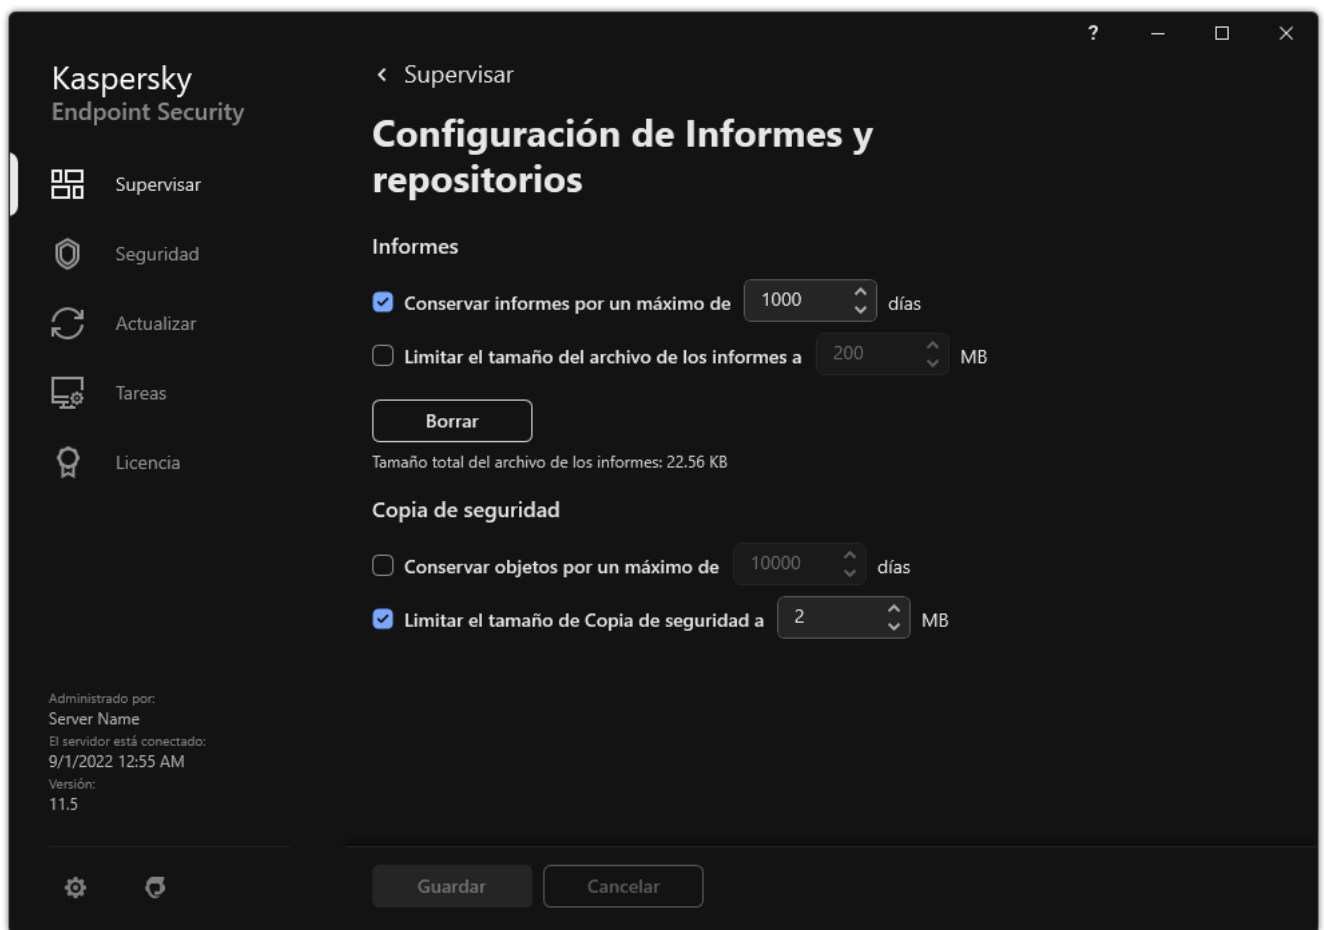 ?
Kaspersky
Endpoint Security
Supervisar
Seguridad
Actualizar
Tareas
Licencia
Administrado por:
Server Name
El servidor está conectado:
9/1/2022 12:55 AM
Versión:
11.5
Supervisar
Configuración de Informes y
repositorios
Informes
Conservar informes por un máximo de 1000 días
Limitar el tamaño del archivo de los informes a 200 MB
Borrar
Tamaño total del archivo de los informes: 22.56 KB
Copia de seguridad
Conservar objetos por un máximo de 10000 días
Limitar el tamaño de Copia de seguridad a 2 MB
Guardar Cancelar